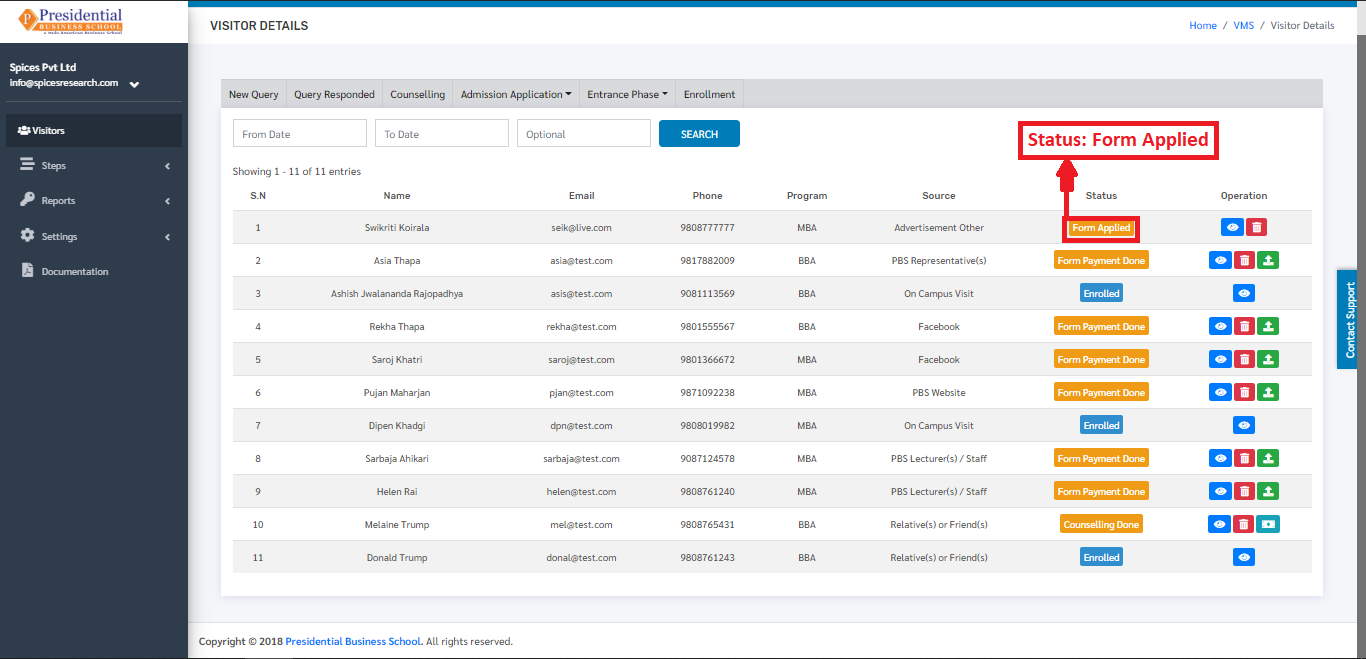 Presidential
BUSINESS SCHOOL
VISITOR DETAILS
Home / VMS / Visitor Details
Spices Pvt Ltd
info@spicesresearch.com
Visitors
Steps
Reports
Settings
Documentation
New Query Query Responded Counselling Admission Application Entrance Phase Enrollment
From Date To Date Optional SEARCH
Status: Form Applied
Showing 1 - 11 of 11 entries
S.N Name Email Phone Program Source Status Operation
1 Swikriti Koirala seik@live.com 9808777777 MBA Advertisement Other Form Applied
2 Asia Thapa asia@test.com 9817882009 BBA PBS Representative(s) Form Payment Done
3 Ashish Jwalananda Rajopadhya asis@test.com 9081113569 BBA On Campus Visit Enrolled
4 Rekha Thapa rekha@test.com 9801555567 BBA Facebook Form Payment Done
5 Saroj Khatri saroj@test.com 9801366672 MBA Facebook Form Payment Done
6 Pujan Maharjan pjan@test.com 9871092238 MBA PBS Website Form Payment Done
7 Dipen Khadgi dpn@test.com 9808019982 MBA On Campus Visit Enrolled
8 Sarbaja Ahikari sarbaja@test.com 9087124578 MBA PBS Lecturer(s) / Staff Form Payment Done
9 Helen Rai helen@test.com 9808761240 MBA PBS Lecturer(s) / Staff Form Payment Done
10 Melaine Trump mel@test.com 9808765431 BBA Relative(s) or Friend(s) Counselling Done
11 Donald Trump donal@test.com 9808761243 BBA Relative(s) or Friend(s) Enrolled
Contact Support
Copyright © 2018 Presidential Business School. All rights reserved.